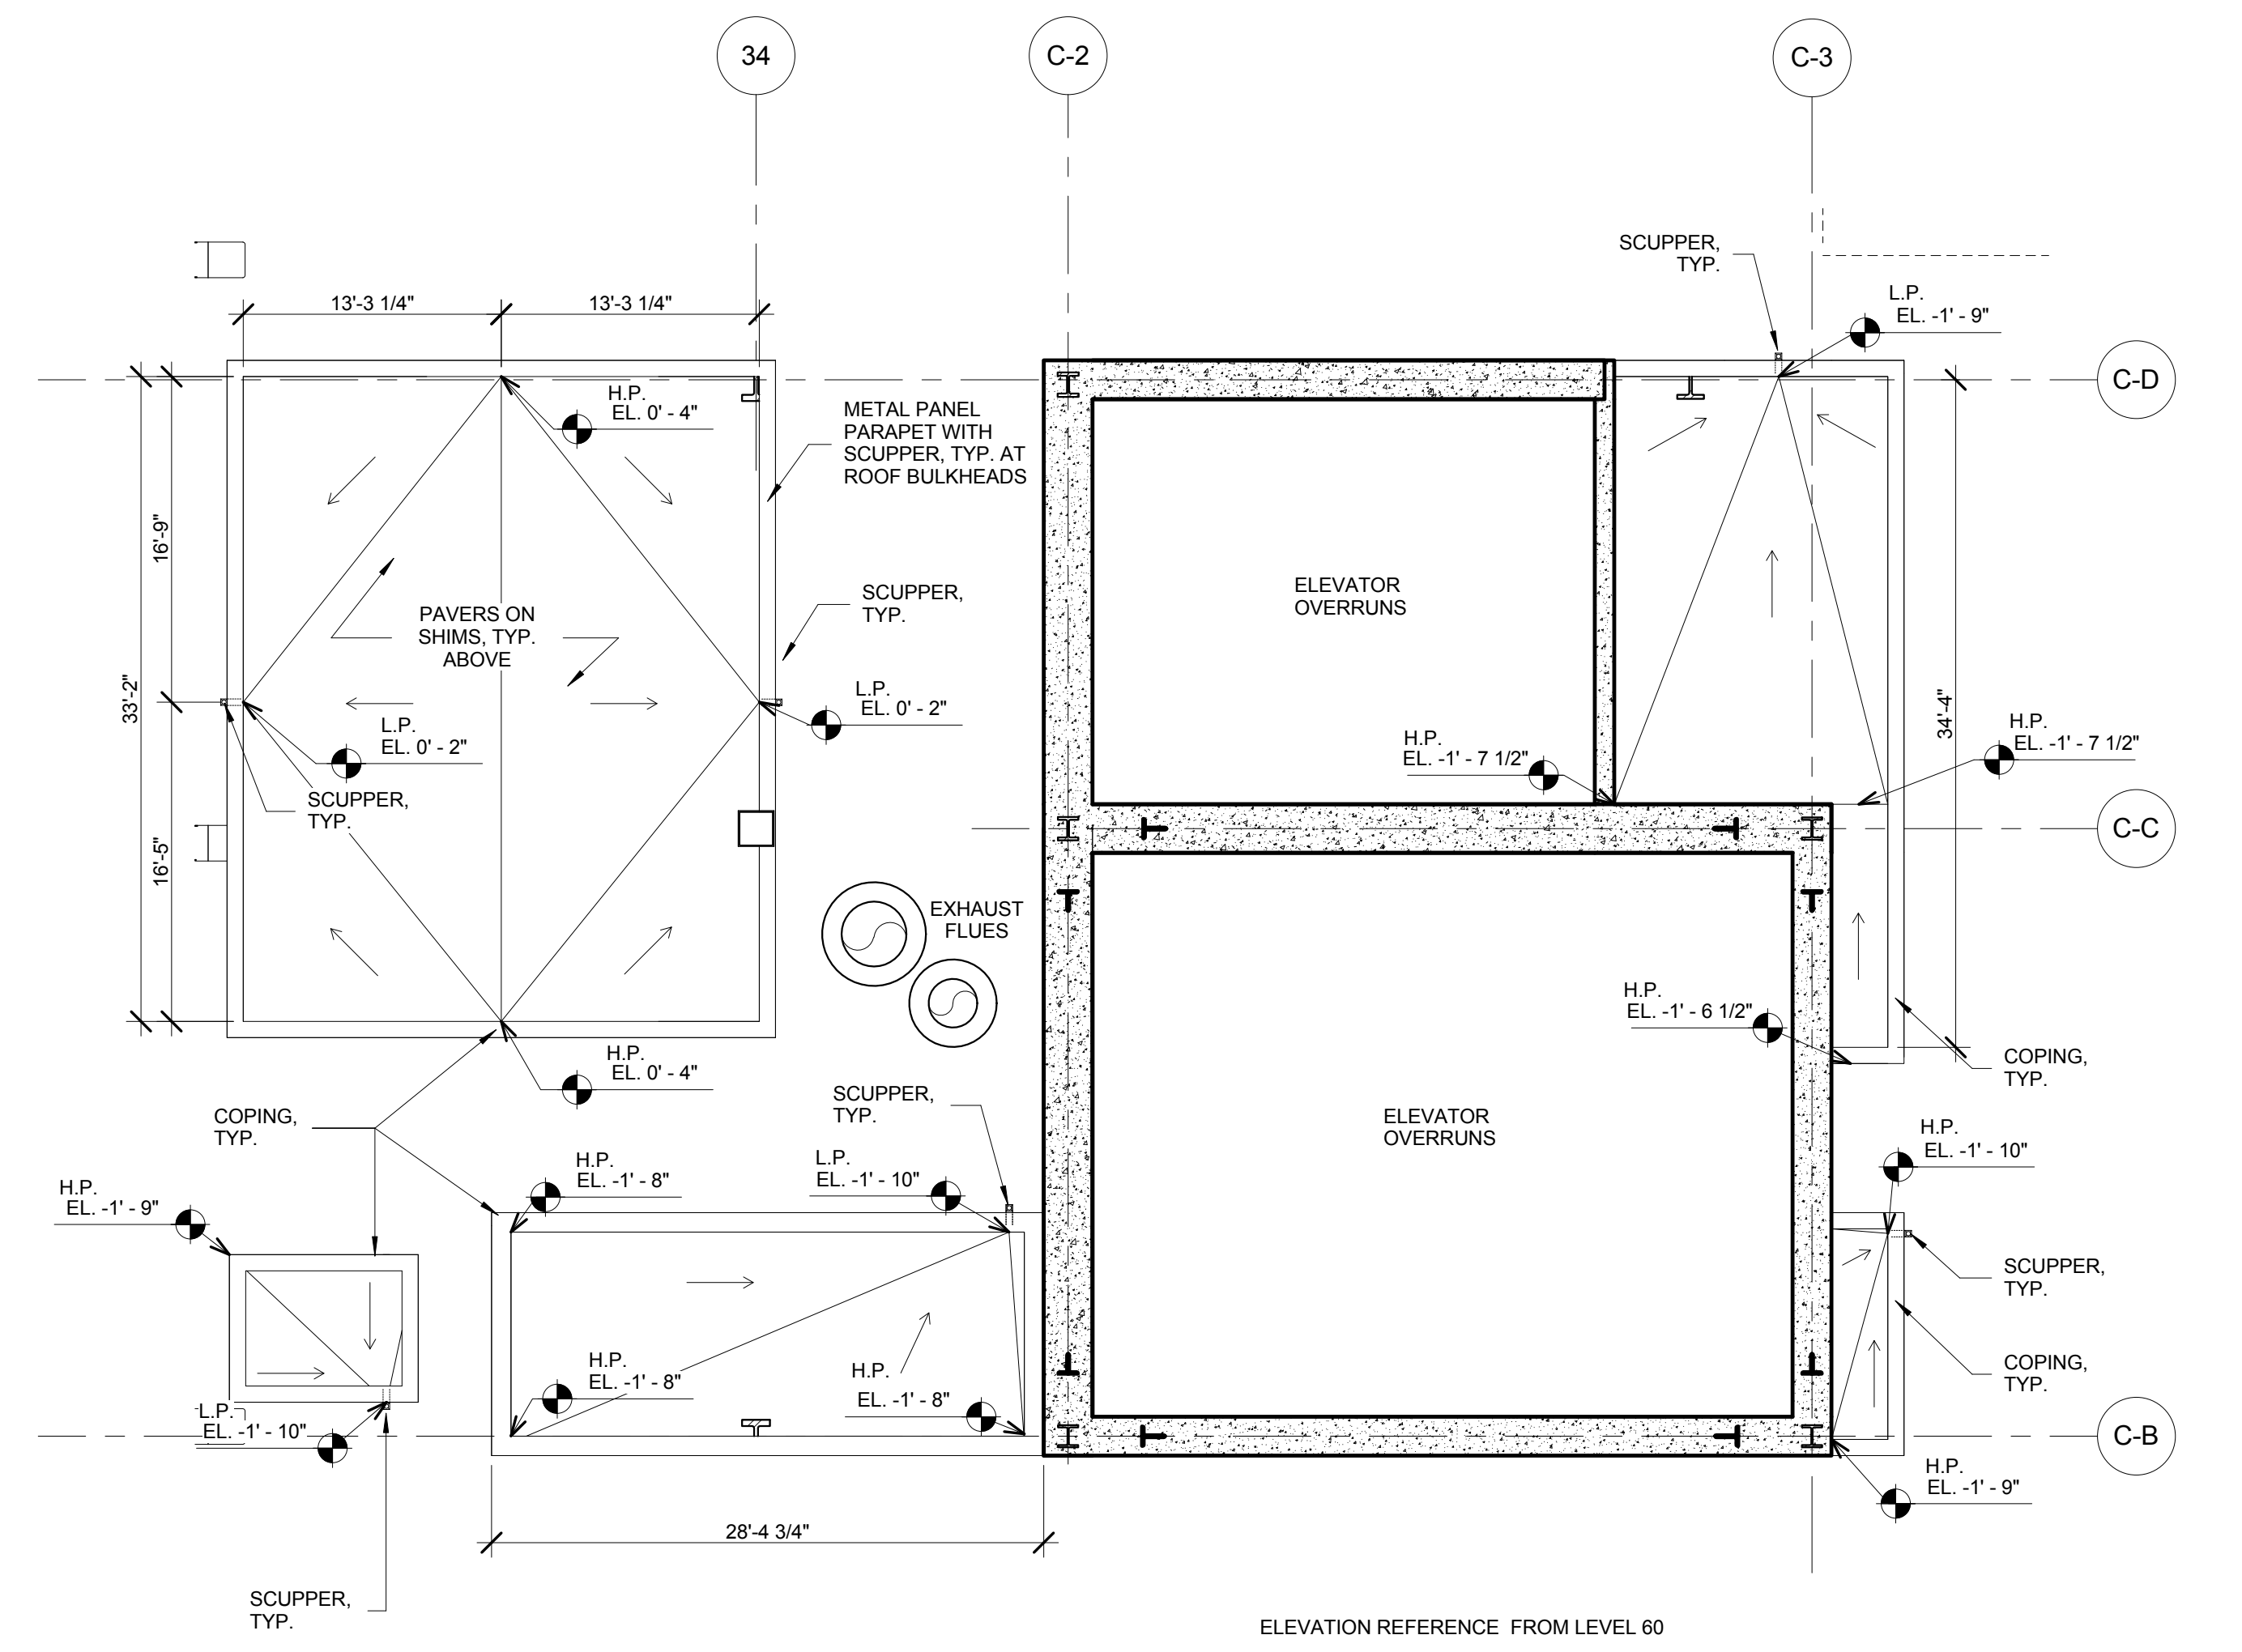 34
C-2
C-3
SCUPPER,
TYP.
L.P.
EL. -1' - 9"
13'-3 1/4"
13'-3 1/4"
C-D
H.P.
EL. 0' - 4"
METAL PANEL
PARAPET WITH
SCUPPER, TYP. AT
ROOF BULKHEADS
16'-9"
33'-2"
16'-5"
PAVERS ON
SHIMS, TYP.
ABOVE
SCUPPER,
TYP.
ELEVATOR
OVERRUNS
L.P.
EL. 0' - 2"
L.P.
EL. 0' - 2"
SCUPPER,
TYP.
H.P.
EL. -1' - 7 1/2"
34'-4"
H.P.
EL. -1' - 7 1/2"
C-C
EXHAUST
FLUES
H.P.
EL. -1' - 6 1/2"
H.P.
EL. 0' - 4"
COPING,
TYP.
COPING,
TYP.
SCUPPER,
TYP.
ELEVATOR
OVERRUNS
H.P.
EL. -1' - 10"
H.P.
EL. -1' - 8"
L.P.
EL. -1' - 10"
H.P.
EL. -1' - 9"
SCUPPER,
TYP.
H.P.
EL. -1' - 8"
H.P.
EL. -1' - 8"
COPING,
TYP.
L.P.
EL. -1' - 10"
C-B
H.P.
EL. -1' - 9"
28'-4 3/4"
SCUPPER,
TYP.
ELEVATION REFERENCE FROM LEVEL 60